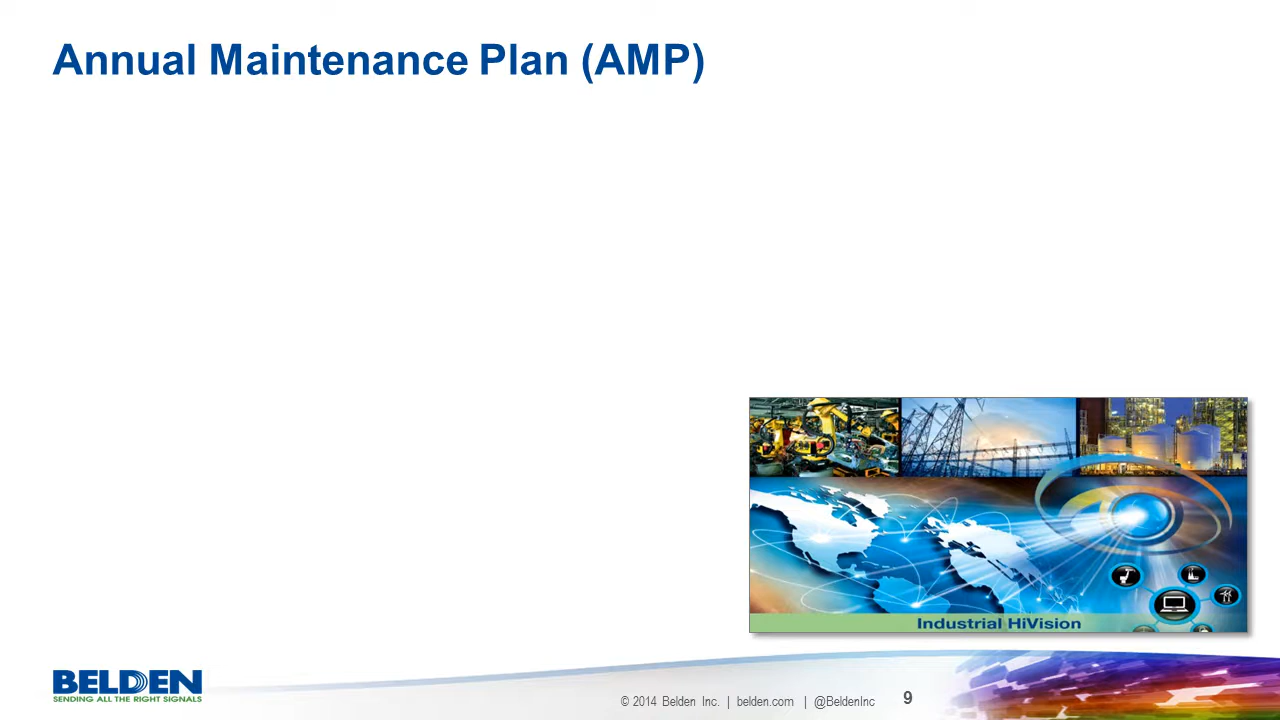 Annual Maintenance Plan (AMP)
Industrial HiVision
BELDEN
SENDING ALL THE RIGHT SIGNALS
© 2014 Belden Inc. | belden.com | @BeldenInc
9